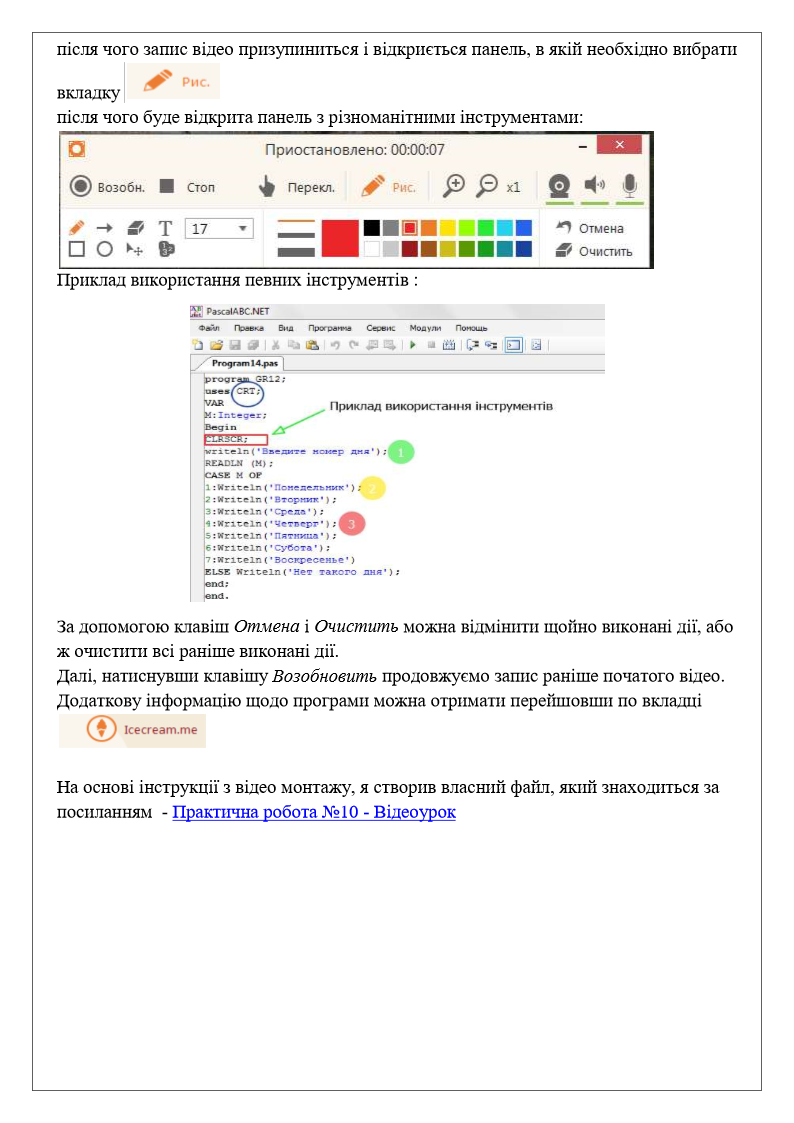 після чого запис відео призупиниться і відкриється панель, в якій необхідно вибрати
вкладку Рис.
після чого буде відкрита панель з різноманітними інструментами:
Приостановлено: 00:00:07
Возобн. Стоп Перекл. Рис. x1
T 17 Отмена
123 Очистить
Приклад використання певних інструментів :
PascalABC.NET
Файл Правка Вид Программа Сервис Модули Помощь
Program14.pas
program GR12;
uses CRT;
VAR
Приклад використання інструментів
M:Integer;
Begin
CLRSCR;
writeln('Введите номер дня'); 1
READLN (M);
CASE M OF
1:Writeln('Понедельник'); 2
2:Writeln('Вторник');
3:Writeln('Среда');
4:Writeln('Четверг'); 3
5:Writeln('Пятница');
6:Writeln('Субота');
7:Writeln('Воскресенье')
ELSE Writeln('Нет такого дня');
end;
end.
За допомогою клавіш Отмена і Очистить можна відмінити щойно виконані дії, або
ж очистити всі раніше виконані дії.
Далі, натиснувши клавішу Возобновить продовжуємо запис раніше початого відео.
Додаткову інформацію щодо програми можна отримати перейшовши по вкладці
Icecream.me
На основі інструкції з відео монтажу, я створив власний файл, який знаходиться за
посиланням - Практична робота №10 - Відеоурок